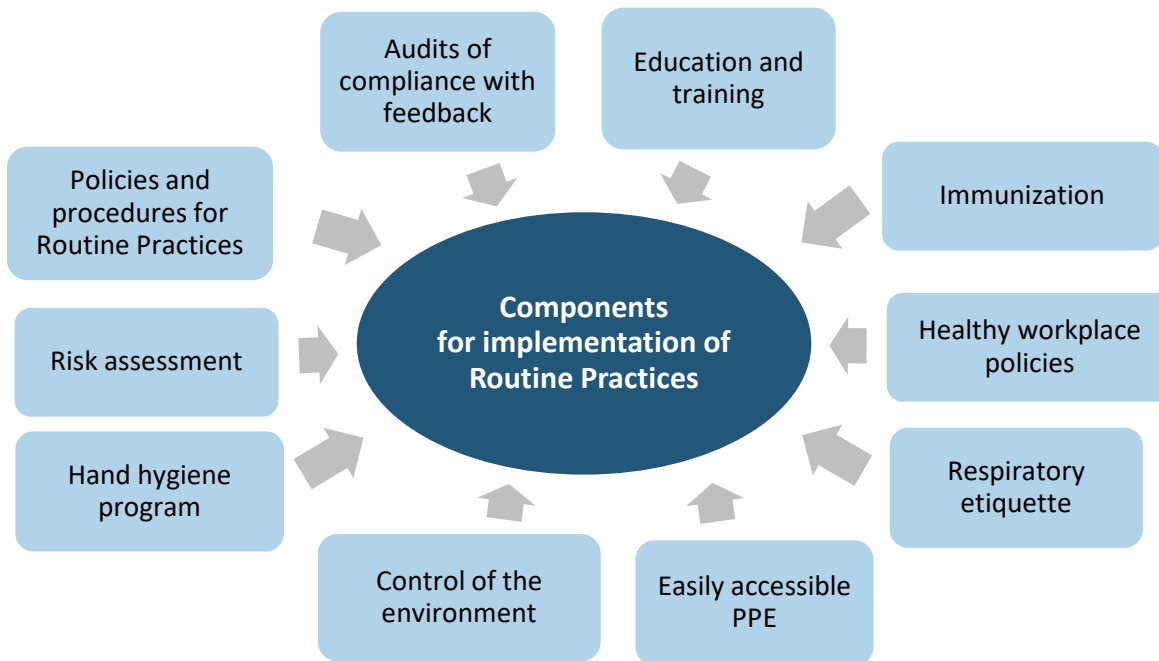 Audits of
compliance with
feedback
Education and
training
Policies and
procedures for
Routine Practices
Immunization
Components
for implementation of
Routine Practices
Risk assessment
Healthy workplace
policies
Hand hygiene
program
Respiratory
etiquette
Control of the
environment
Easily accessible
PPE